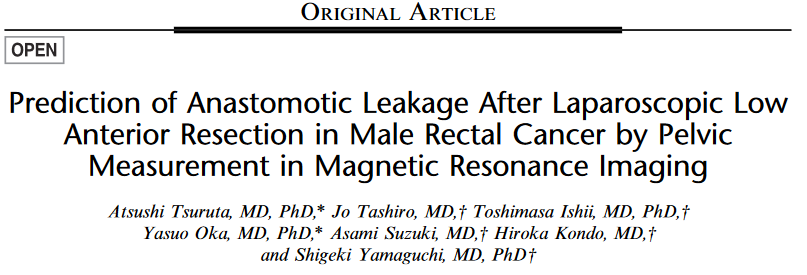 ORIGINAL ARTICLE
OPEN
Prediction of Anastomotic Leakage After Laparoscopic Low
Anterior Resection in Male Rectal Cancer by Pelvic
Measurement in Magnetic Resonance Imaging
Atsushi Tsuruta, MD, PhD,* Jo Tashiro, MD,† Toshimasa Ishii, MD, PhD,†
Yasuo Oka, MD, PhD,* Asami Suzuki, MD,† Hiroka Kondo, MD,†
and Shigeki Yamaguchi, MD, PhD†